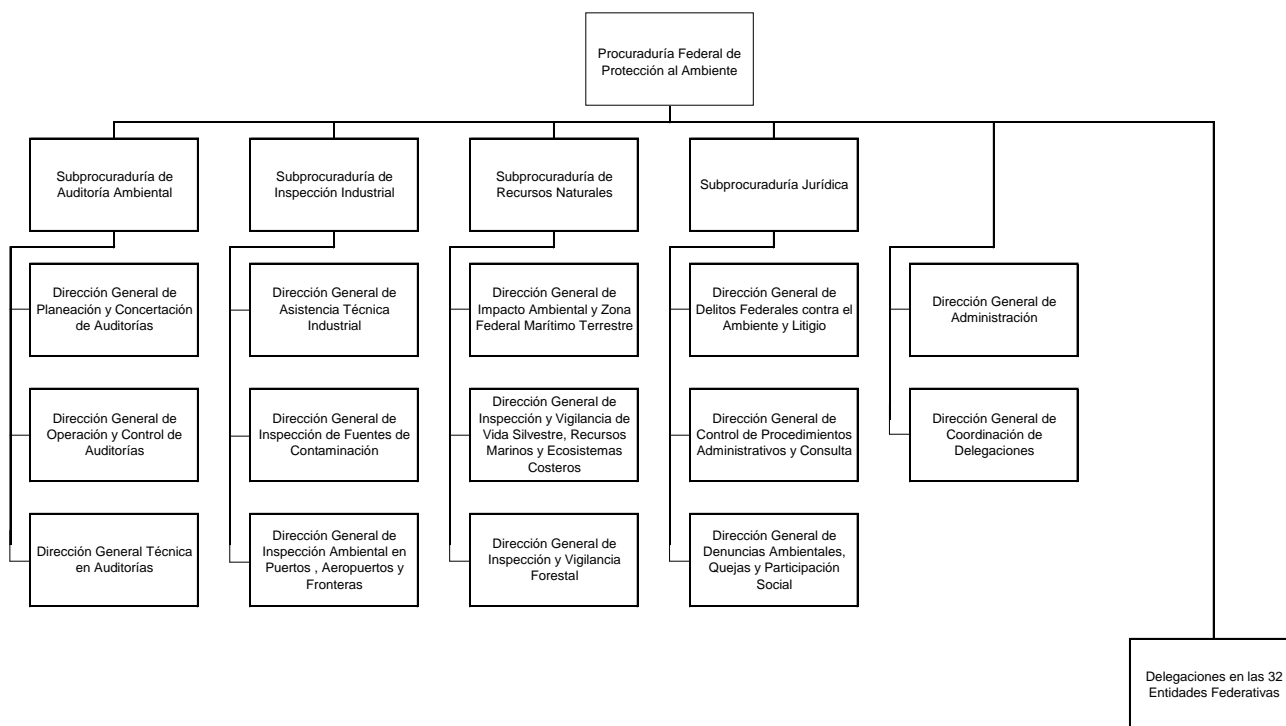 Procuraduría Federal de
Protección al Ambiente
Subprocuraduría de
Auditoría Ambiental
Subprocuraduría de
Inspección Industrial
Subprocuraduría de
Recursos Naturales
Subprocuraduría Jurídica
Dirección General de
Planeación y Concertación
de Auditorías
Dirección General de
Asistencia Técnica
Industrial
Dirección General de
Impacto Ambiental y Zona
Federal Marítimo Terrestre
Dirección General de
Delitos Federales contra el
Ambiente y Litigio
Dirección General de
Administración
Dirección General de
Operación y Control de
Auditorías
Dirección General de
Inspección de Fuentes de
Contaminación
Dirección General de
Inspección y Vigilancia de
Vida Silvestre, Recursos
Marinos y Ecosistemas
Costeros
Dirección General de
Control de Procedimientos
Administrativos y Consulta
Dirección General de
Coordinación de
Delegaciones
Dirección General Técnica
en Auditorías
Dirección General de
Inspección Ambiental en
Puertos , Aeropuertos y
Fronteras
Dirección General de
Inspección y Vigilancia
Forestal
Dirección General de
Denuncias Ambientales,
Quejas y Participación
Social
Delegaciones en las 32
Entidades Federativas